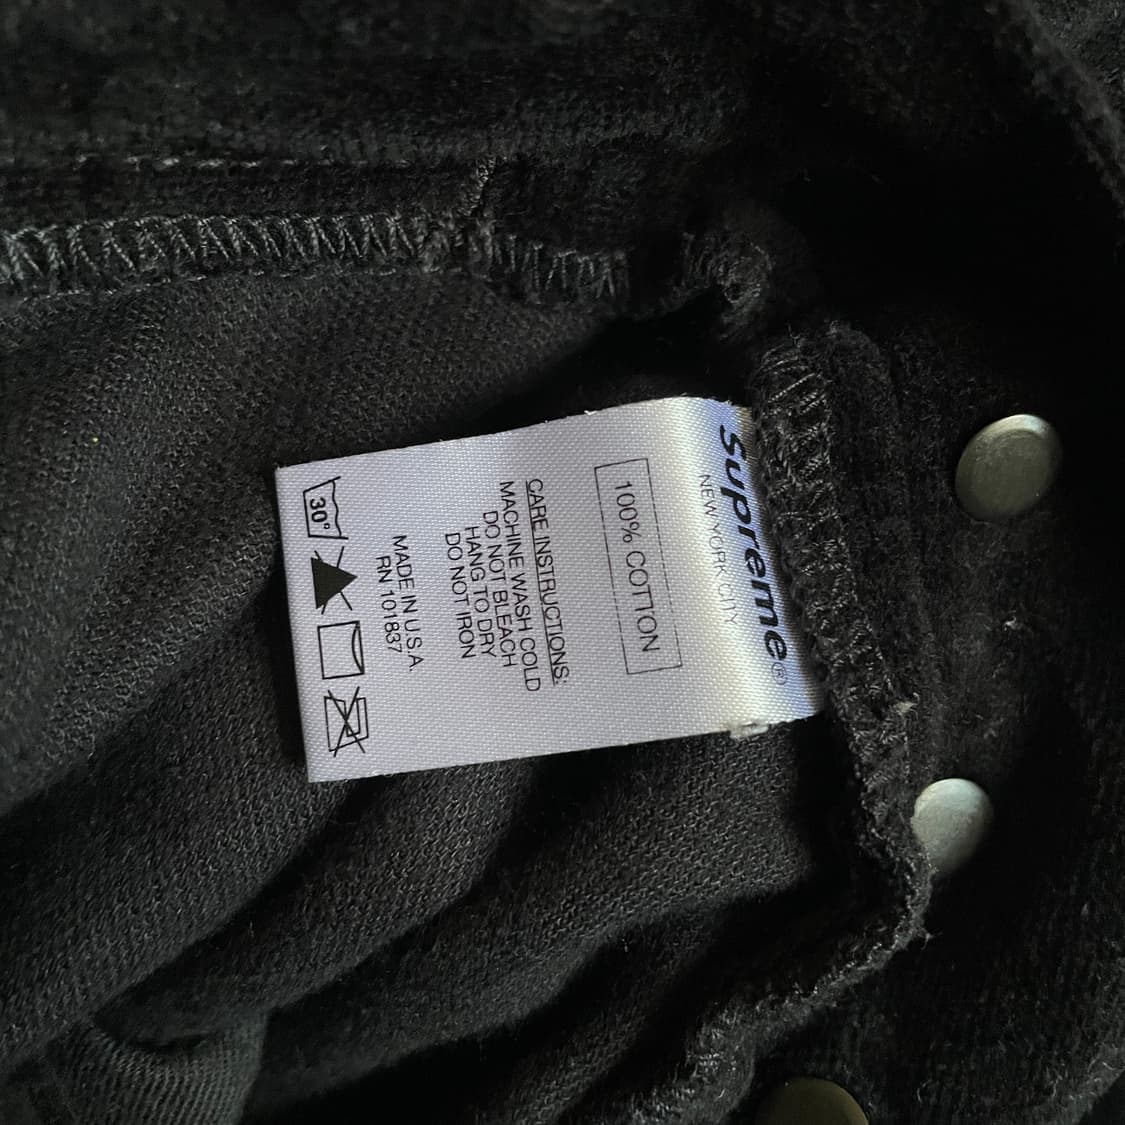 Supreme®
NEW YORK CITY
100% COTTON
CARE INSTRUCTIONS:
MACHINE WASH COLD
DO NOT BLEACH
HANG TO DRY
DO NOT IRON
MADE IN U.S.A.
RN 101837
30°